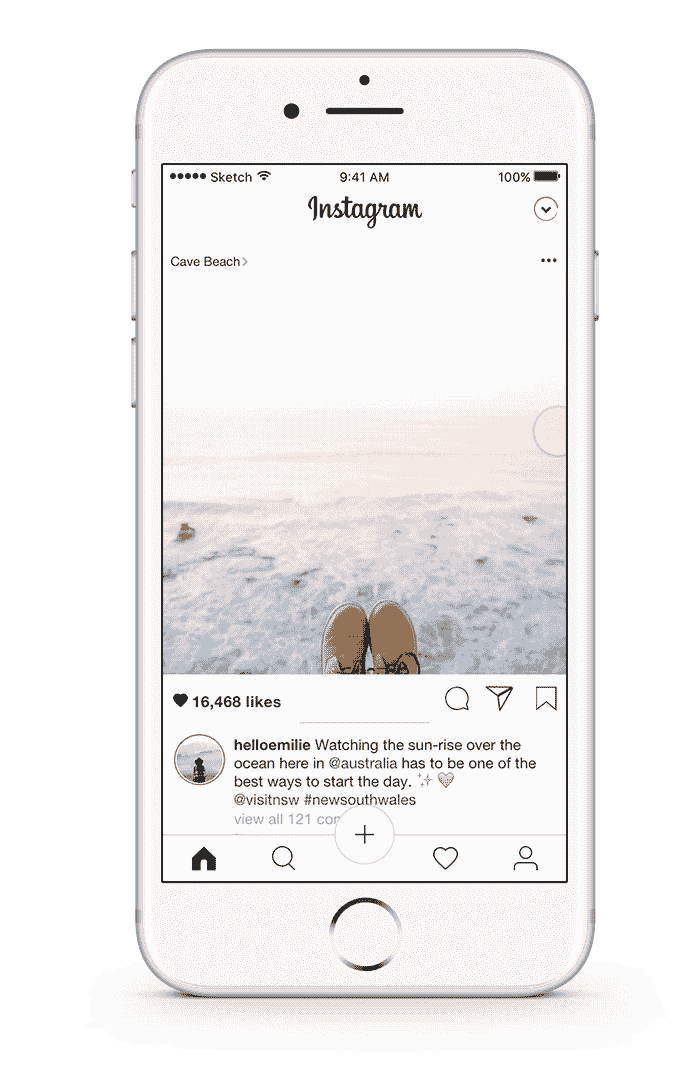 Sketch 9:41 AM 100%
Instagram
Cave Beach
16,468 likes
helloemilie Watching the sun-rise over the
ocean here in @australia has to be one of the
best ways to start the day. ✨ 💖
@visitnsw #newsouthwales
view all 121